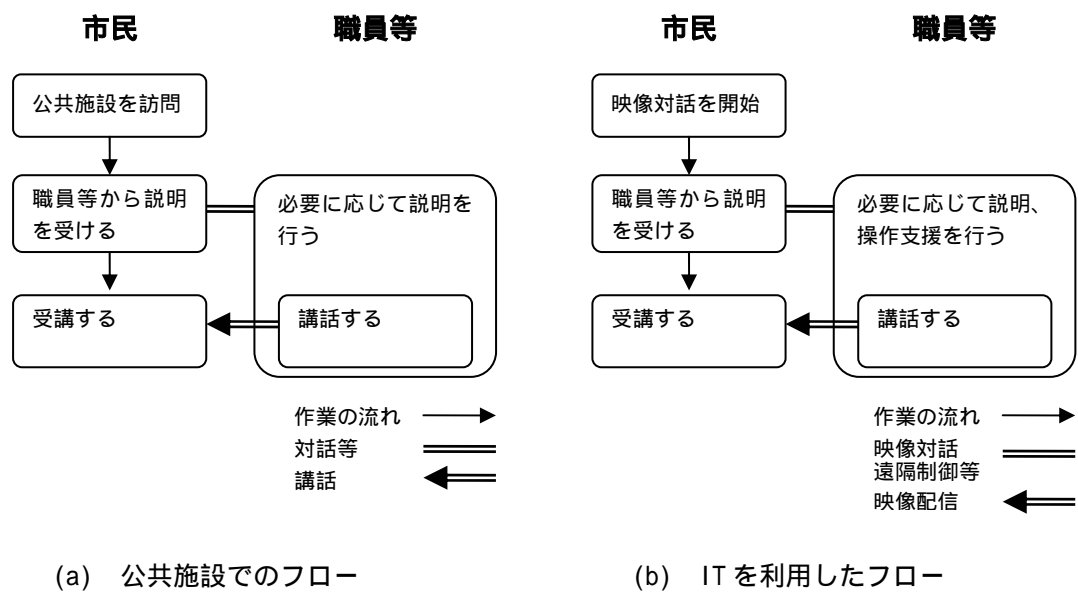 市民
職員等
公共施設を訪問
職員等から説明
を受ける
必要に応じて説明を
行う
受講する
講話する
作業の流れ
対話等
講話
(a) 公共施設でのフロー
市民
職員等
映像対話を開始
職員等から説明
を受ける
必要に応じて説明、
操作支援を行う
受講する
講話する
作業の流れ
映像対話
遠隔制御等
映像配信
(b) ITを利用したフロー